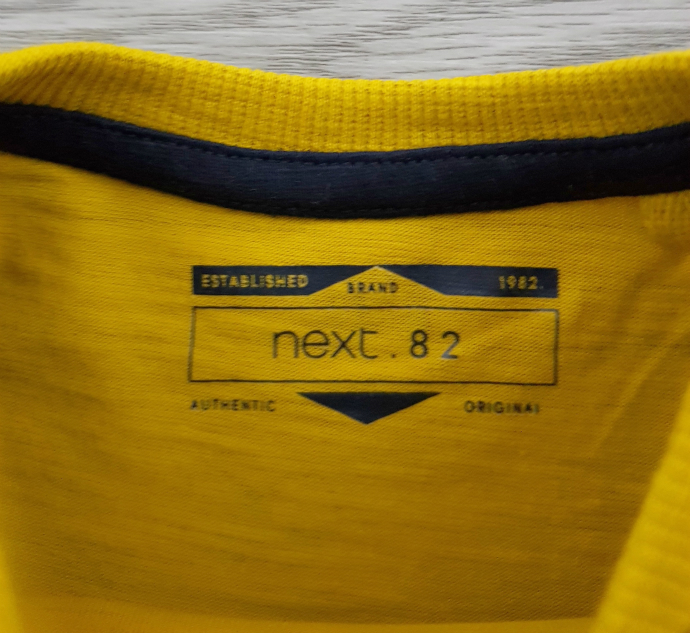 ESTABLISHED BRAND 1982.
next.82
AUTHENTIC ORIGINAL